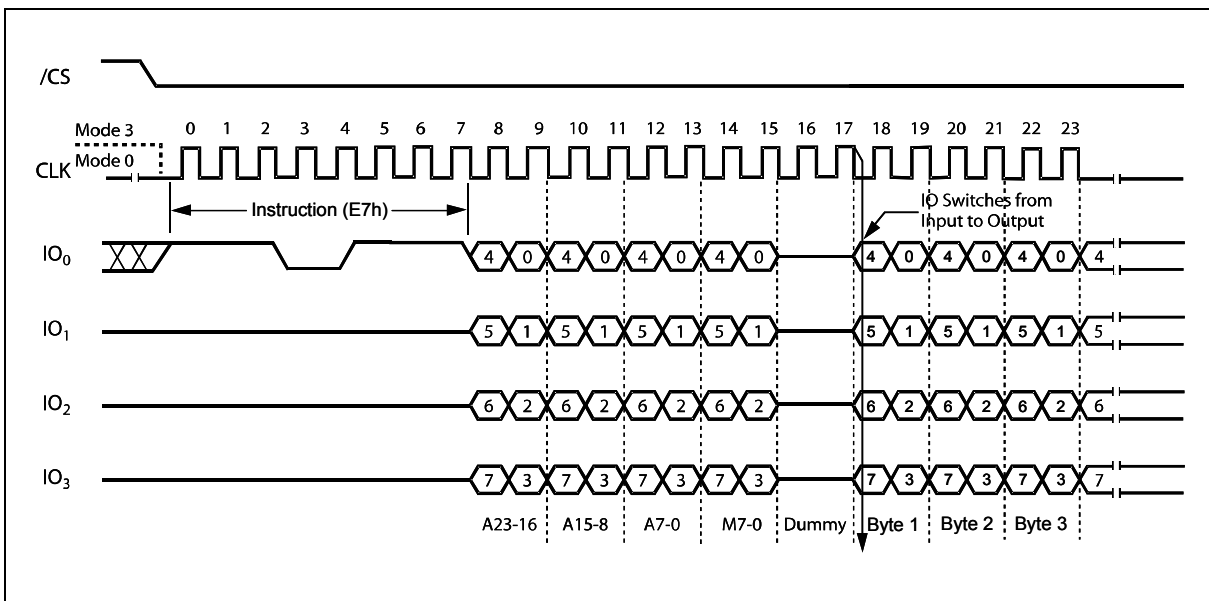 /CS
Mode 3
0 1 2 3 4 5 6 7 8 9 10 11 12 13 14 15 16 17 18 19 20 21 22 23
Mode 0
CLK
Instruction (E7h)
IO Switches from
Input to Output
IO0
4 0 4 0 4 0 4 0 4 0 4 0 4 0 4
IO1
5 1 5 1 5 1 5 1 5 1 5 1 5 1 5
IO2
6 2 6 2 6 2 6 2 6 2 6 2 6 2 6
IO3
7 3 7 3 7 3 7 3 7 3 7 3 7 3 7
A23-16 A15-8 A7-0 M7-0 Dummy Byte 1 Byte 2 Byte 3